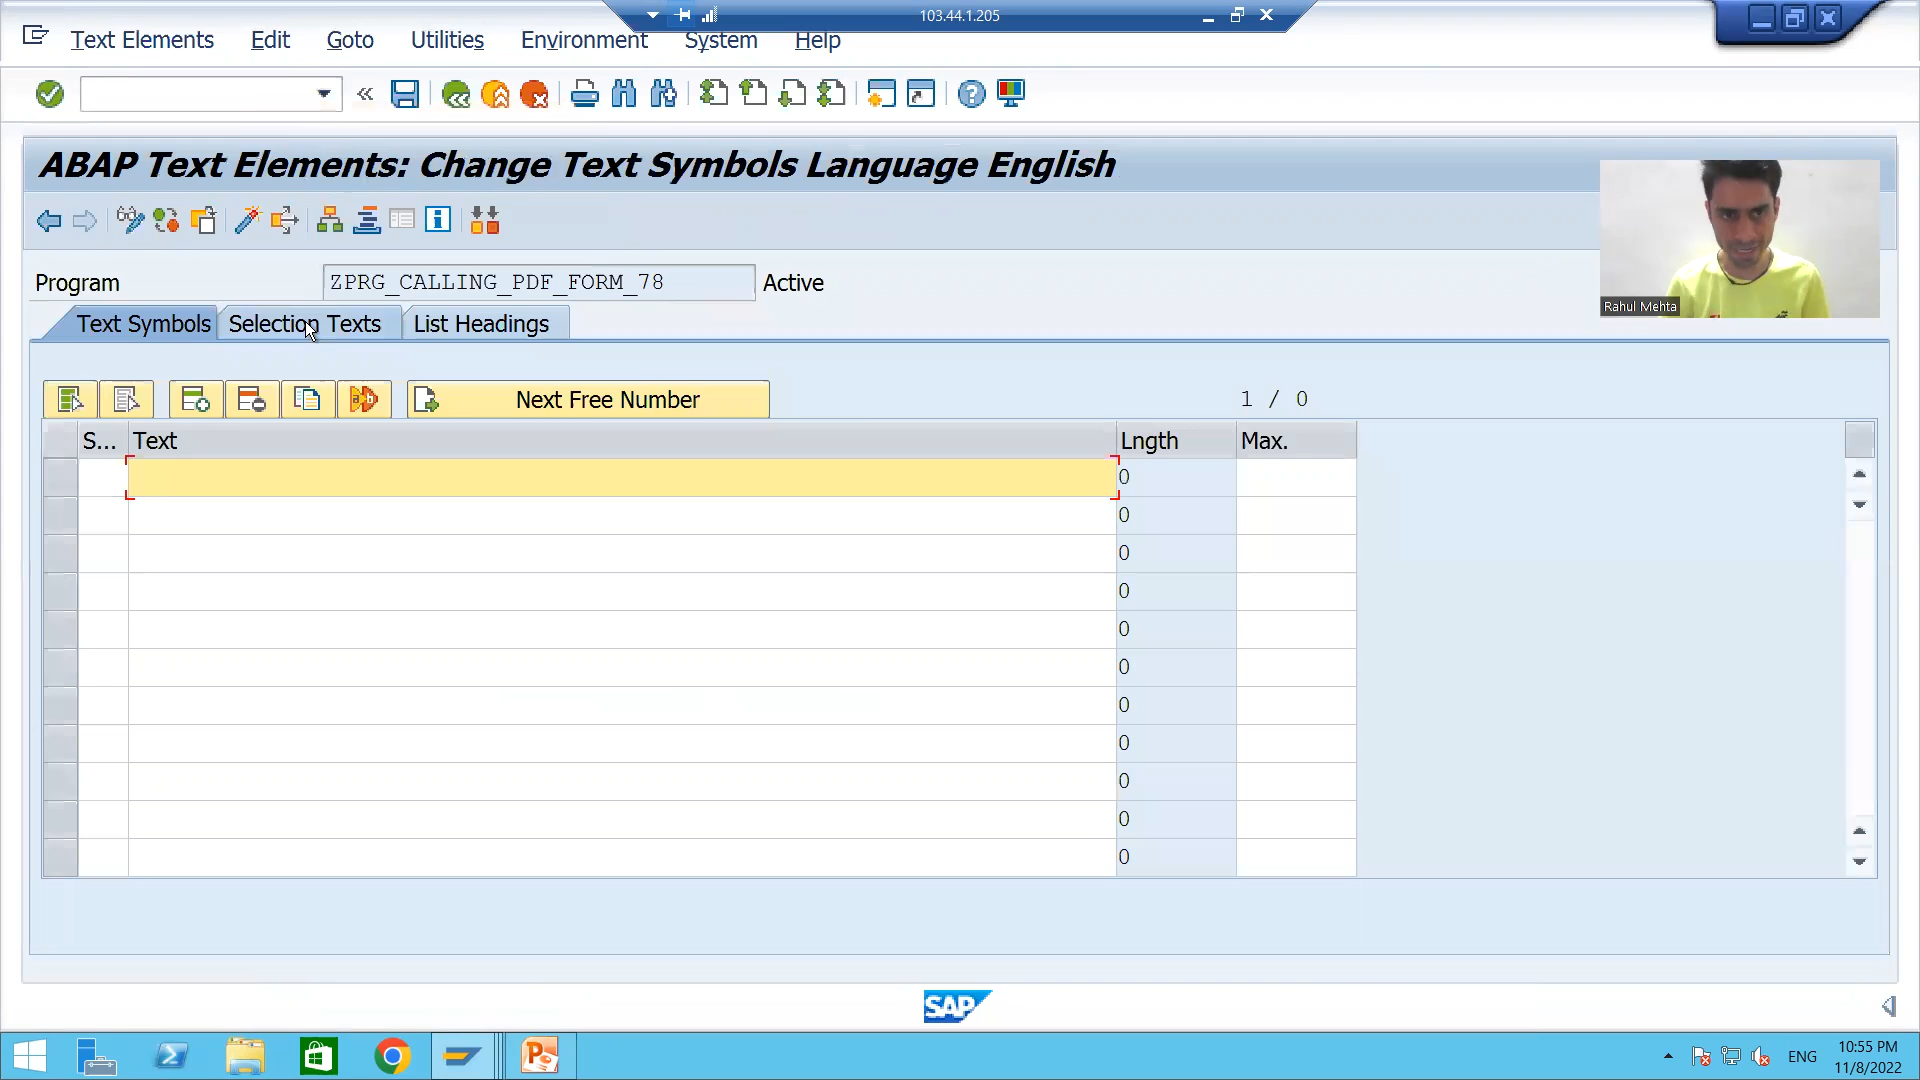 103.44.1.205
Text Elements Edit Goto Utilities Environment System Help
ABAP Text Elements: Change Text Symbols Language English
Program ZPRG_CALLING_PDF_FORM_78 Active
Rahul Mehta
Text Symbols Selection Texts List Headings
Next Free Number 1 / 0
S... Text Lngth Max.
0
0
0
0
0
0
0
0
0
0
0
SAP
ENG 10:55 PM
11/8/2022